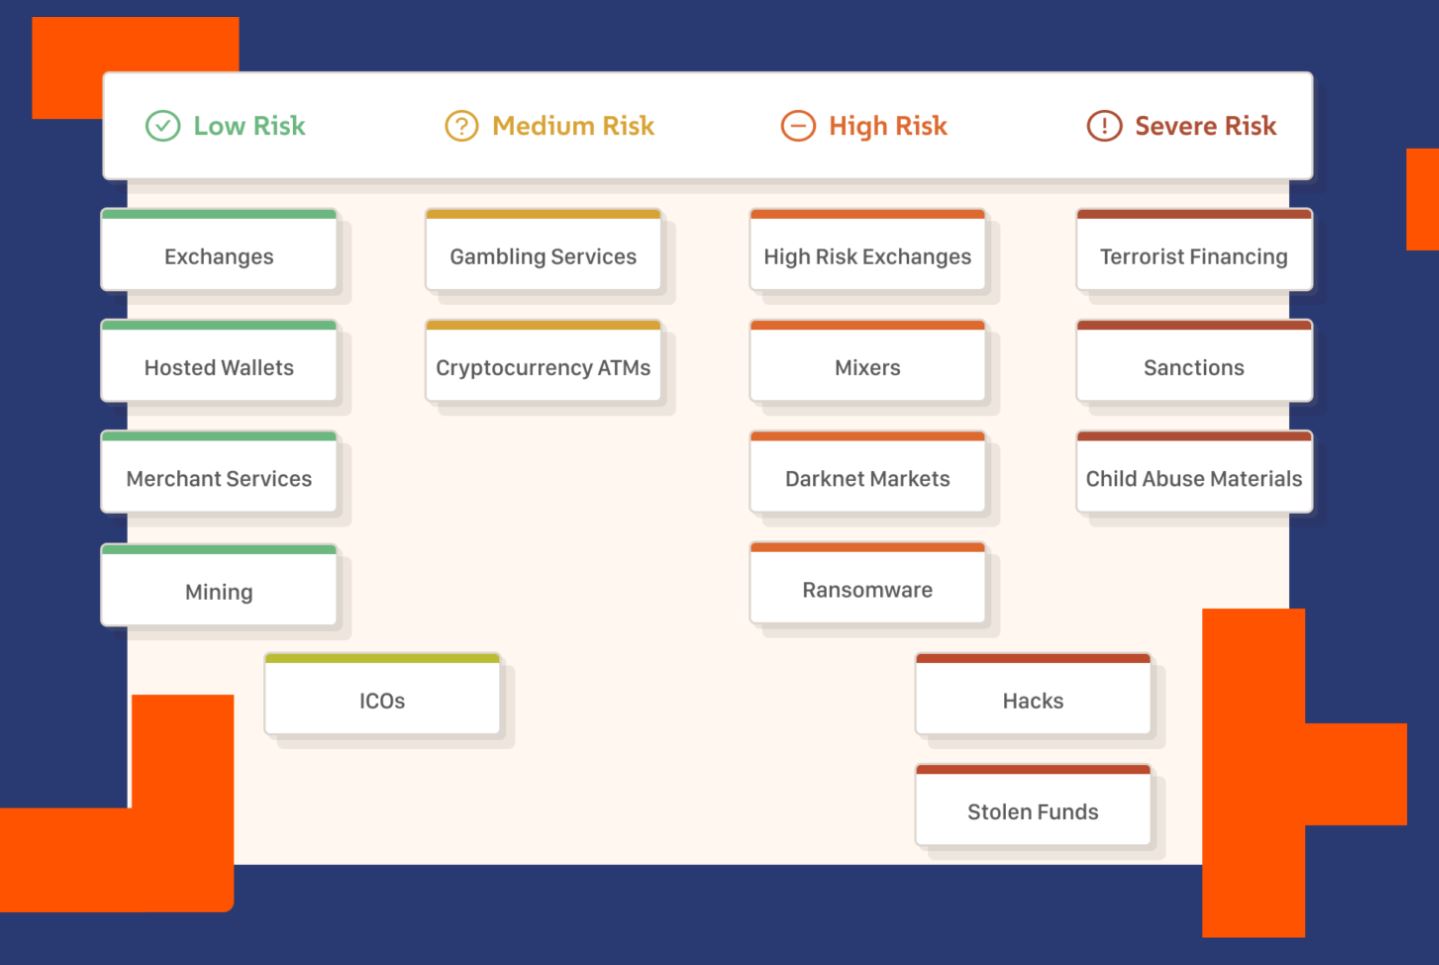 Low Risk
Medium Risk
High Risk
Severe Risk
Exchanges
Gambling Services
High Risk Exchanges
Terrorist Financing
Hosted Wallets
Cryptocurrency ATMs
Mixers
Sanctions
Merchant Services
Darknet Markets
Child Abuse Materials
Mining
Ransomware
ICOs
Hacks
Stolen Funds